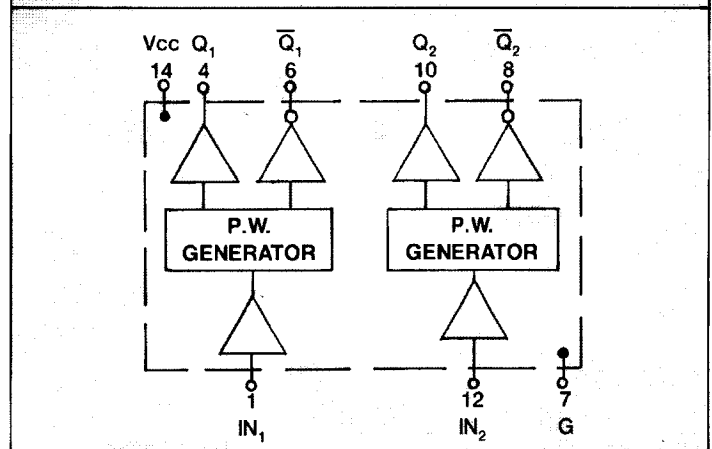 Vcc Q1 Q̅1 Q2 Q̅2
14 4 6 10 8
P.W. GENERATOR
P.W. GENERATOR
1 12 7
IN1 IN2 G